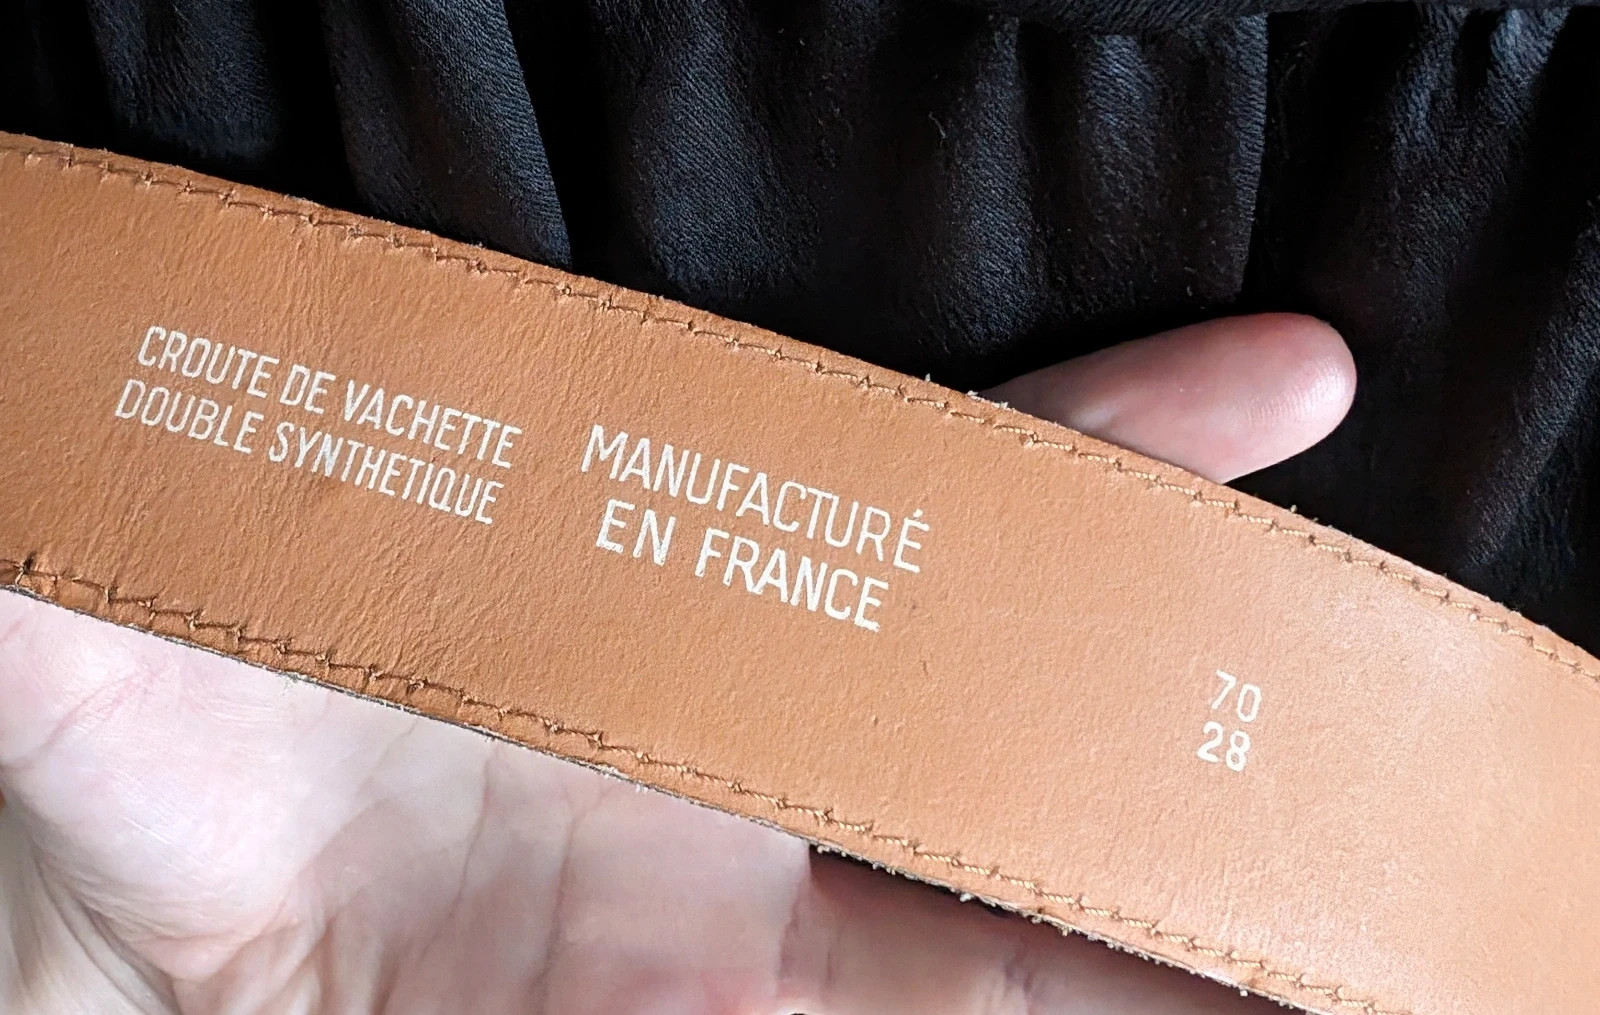 CROUTE DE VACHETTE
DOUBLE SYNTHETIQUE
MANUFACTURÉ
EN FRANCE
70
28